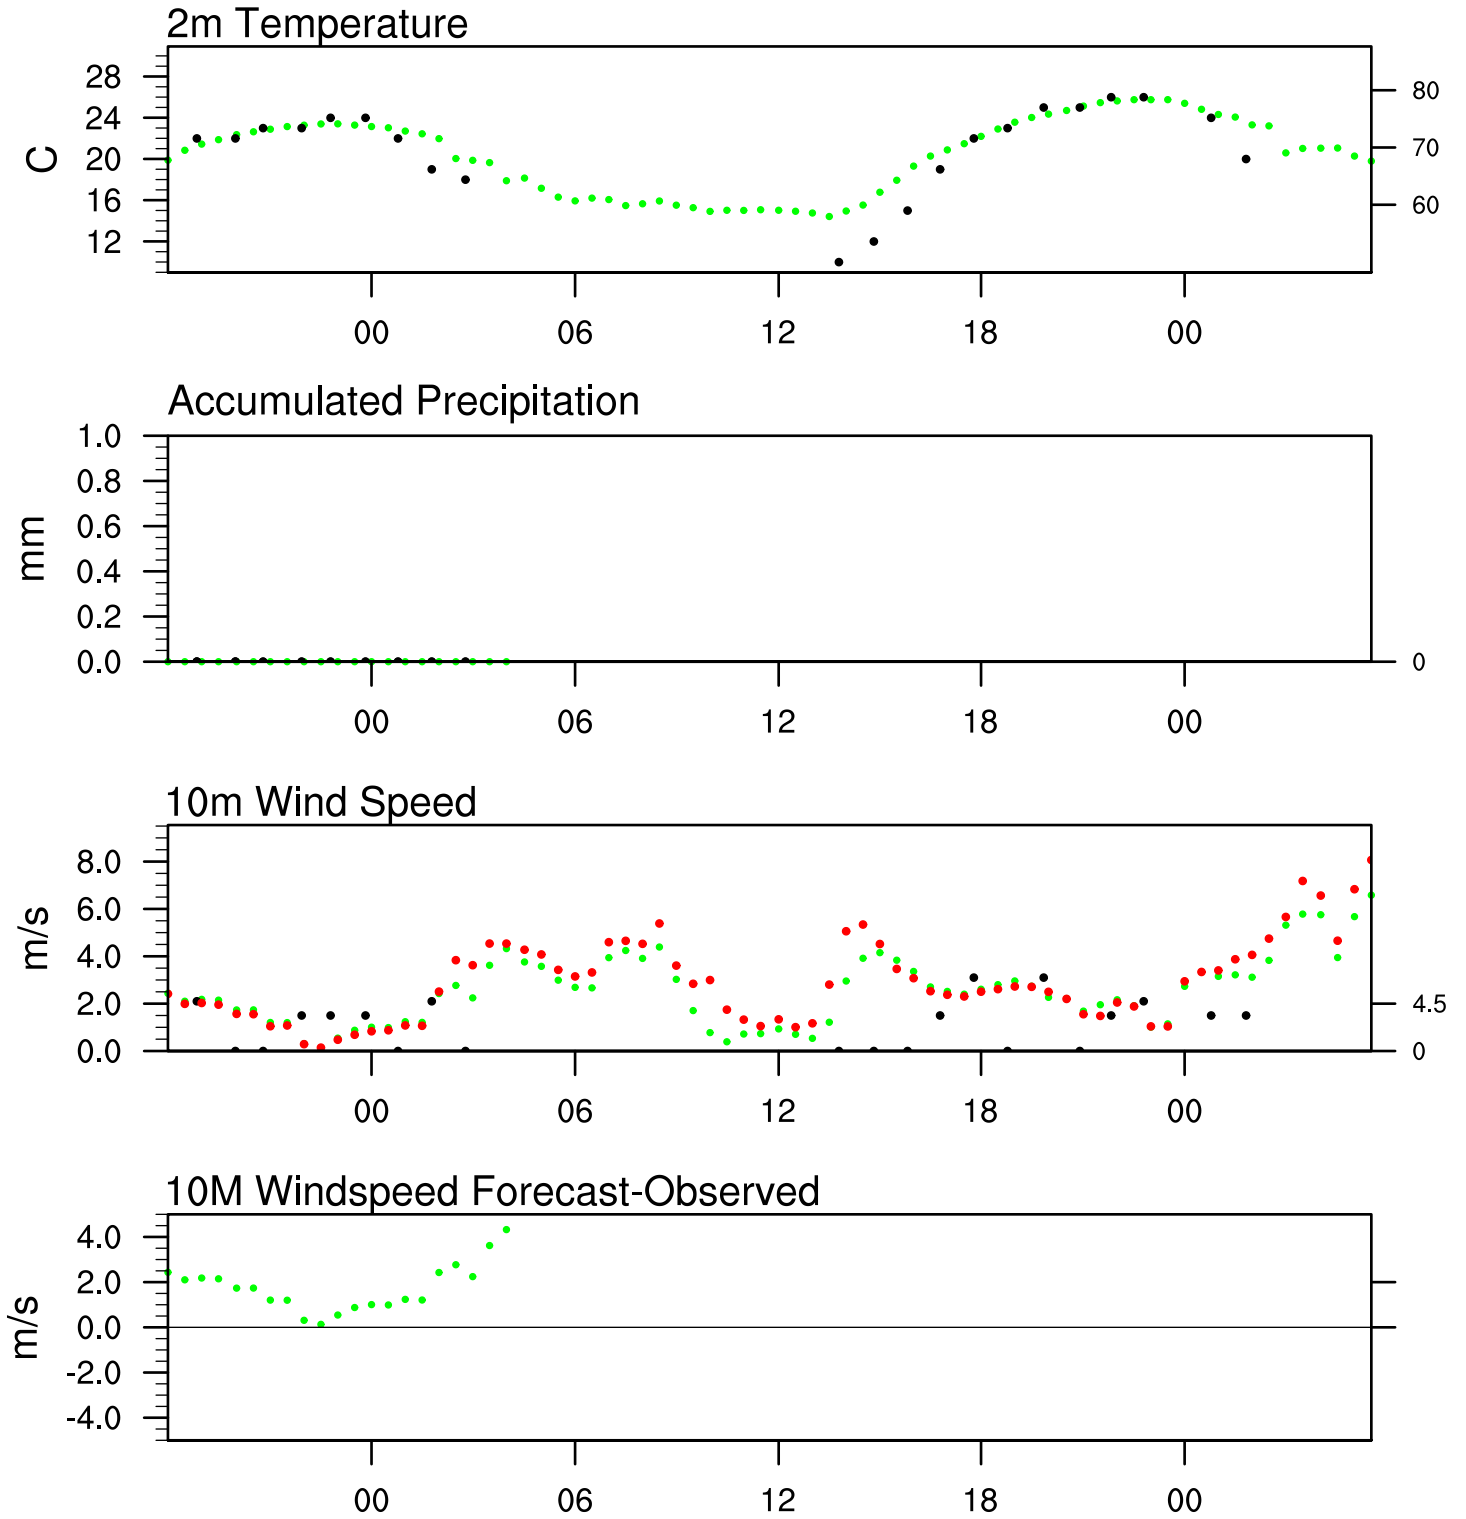 2m Temperature
28
24
20
16
12
C
80
70
60
00 06 12 18 00
Accumulated Precipitation
1.0
0.8
0.6
0.4
0.2
0.0
mm
0
00 06 12 18 00
10m Wind Speed
8.0
6.0
4.0
2.0
0.0
m/s
4.5
0
00 06 12 18 00
10M Windspeed Forecast-Observed
4.0
2.0
0.0
-2.0
-4.0
m/s
00 06 12 18 00